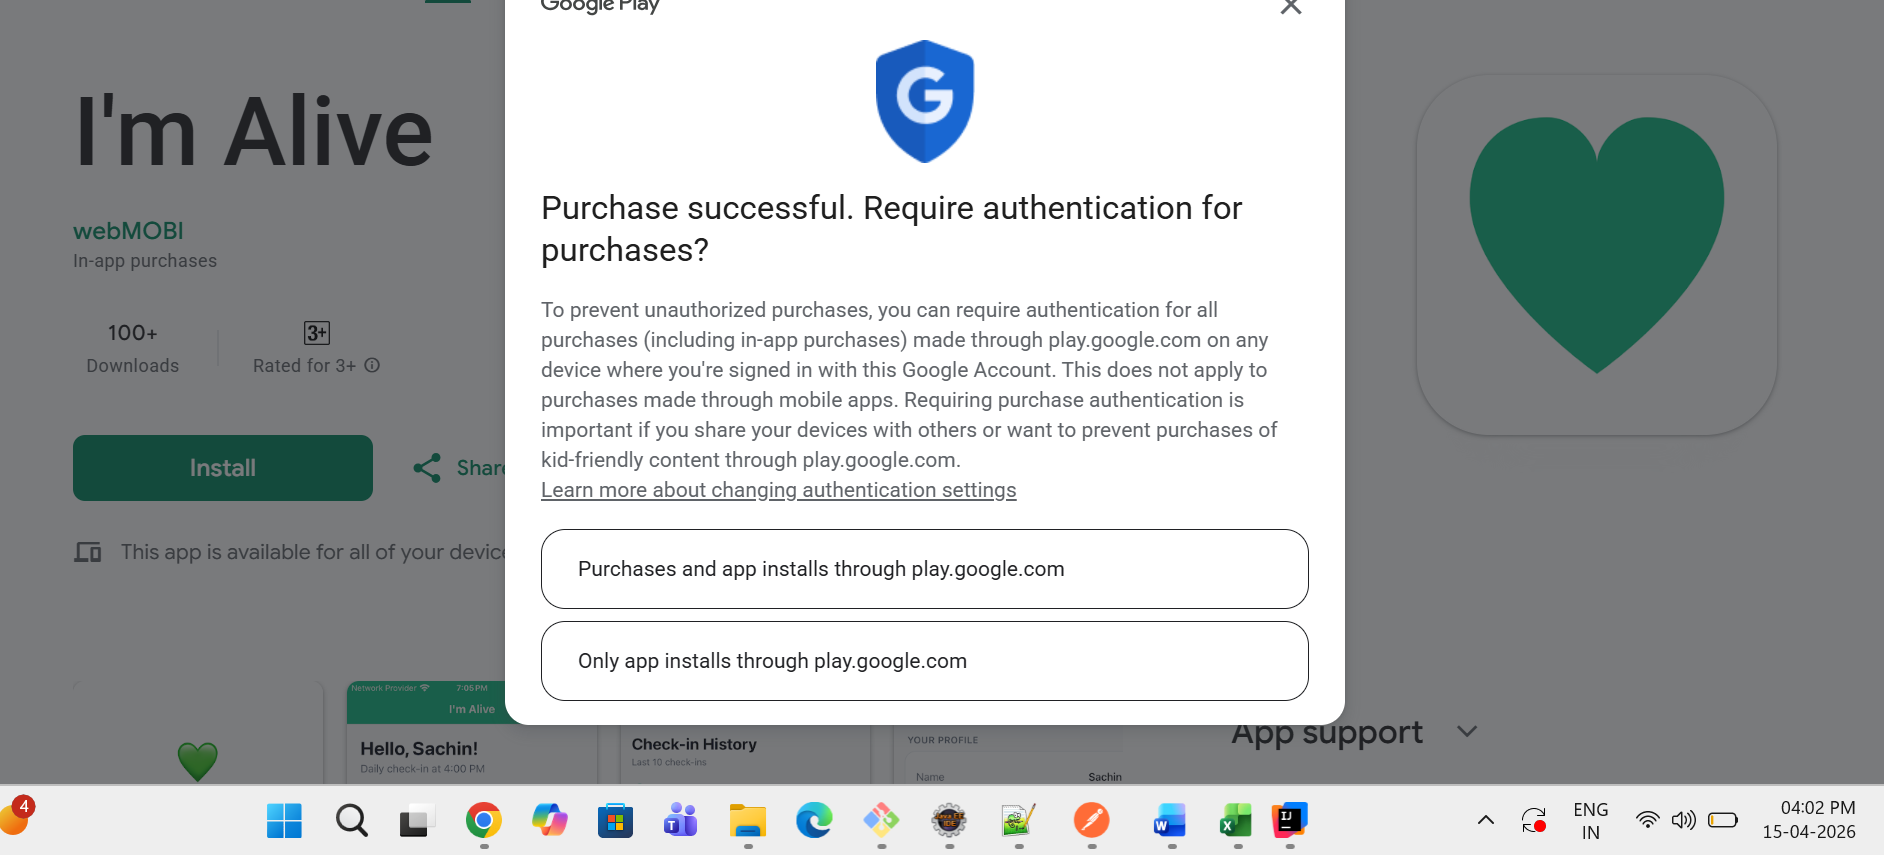 Google Play
I'm Alive
webMOBI
In-app purchases
100+
Downloads
3+
Rated for 3+
Install
Share
This app is available for all of your device
Purchase successful. Require authentication for
purchases?
To prevent unauthorized purchases, you can require authentication for all
purchases (including in-app purchases) made through play.google.com on any
device where you're signed in with this Google Account. This does not apply to
purchases made through mobile apps. Requiring purchase authentication is
important if you share your devices with others or want to prevent purchases of
kid-friendly content through play.google.com.
Learn more about changing authentication settings
Purchases and app installs through play.google.com
Only app installs through play.google.com
Network Provider
7:05PM
I'm Alive
Hello, Sachin!
Daily check-in at 4:00 PM
Check-in History
Last 10 check-ins
YOUR PROFILE
Name
Sachin
App support
4
ENG
IN
04:02 PM
15-04-2026